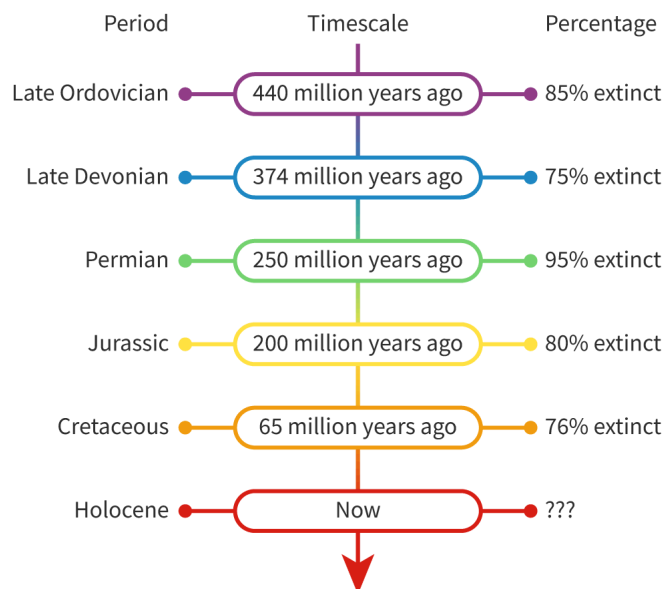 Period Timescale Percentage
Late Ordovician 440 million years ago 85% extinct
Late Devonian 374 million years ago 75% extinct
Permian 250 million years ago 95% extinct
Jurassic 200 million years ago 80% extinct
Cretaceous 65 million years ago 76% extinct
Holocene Now ???